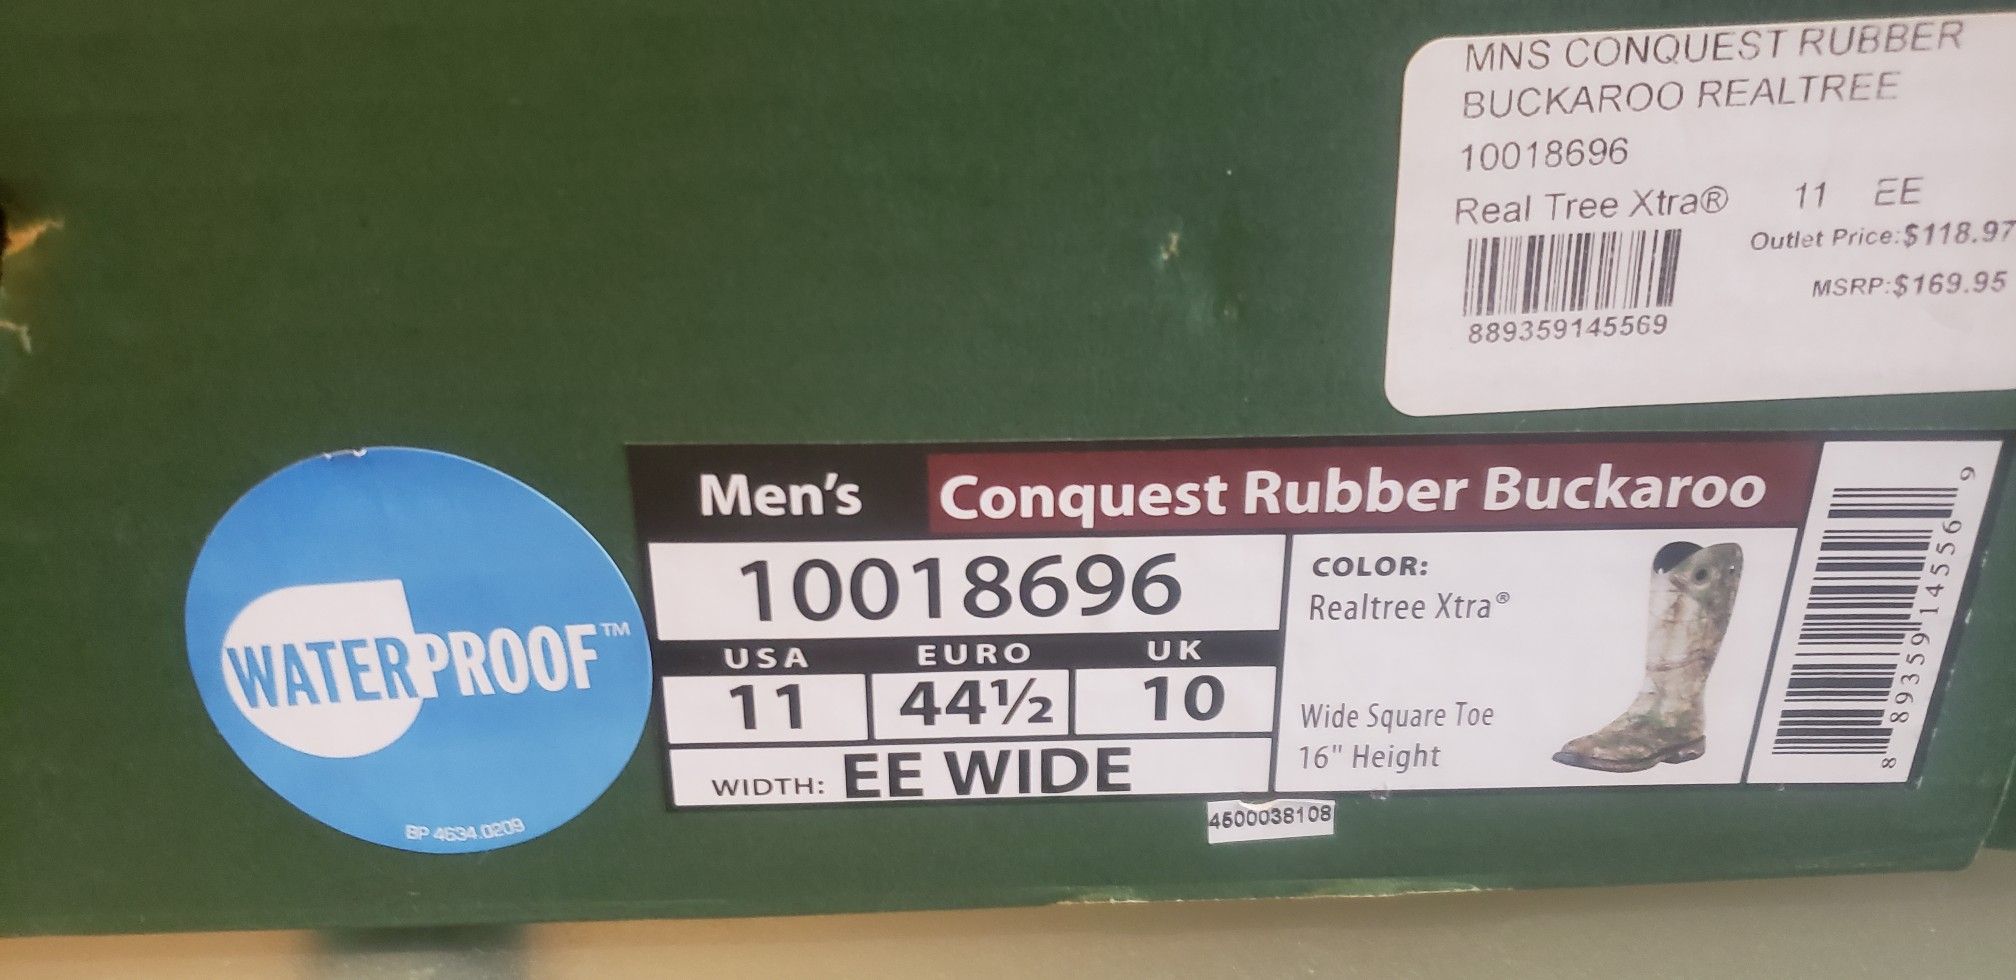 MNS CONQUEST RUBBER
BUCKAROO REALTREE
10018696
Real Tree Xtra® 11 EE
Outlet Price:$118.97
MSRP:$169.95
889359145569
WATERPROOF™
BP 4634.0209
Men's Conquest Rubber Buckaroo
10018696
USA EURO UK
11 44½ 10
WIDTH: EE WIDE
COLOR:
Realtree Xtra®
Wide Square Toe
16" Height
8 89359 14556 9
4500038108